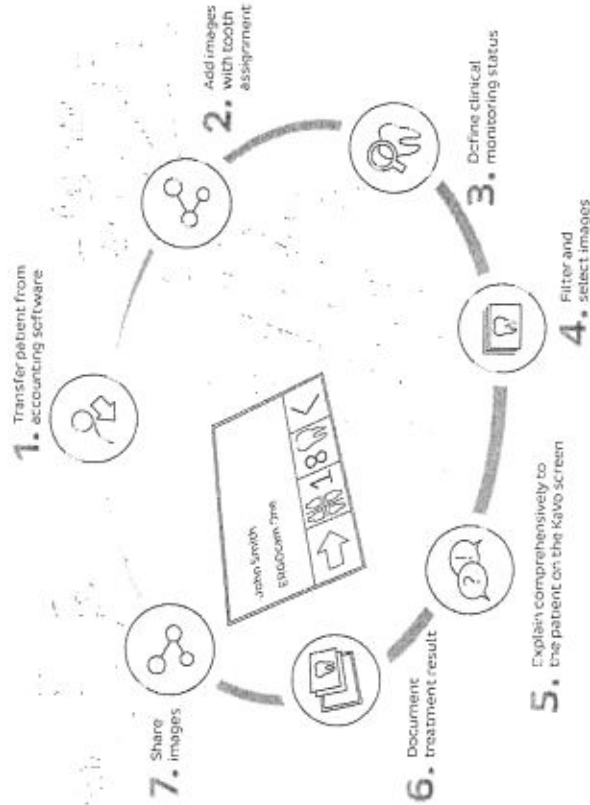 1. Transfer patient from
accounting software
2. Add images
with tooth
assignment
3. Define clinical
monitoring status
4. Filter and
select images
5. Explain comprehensively to
the patient on the KaVo screen
6. Document
treatment result
7. Share
images
John Smith
ERGOcam One
18
?
!